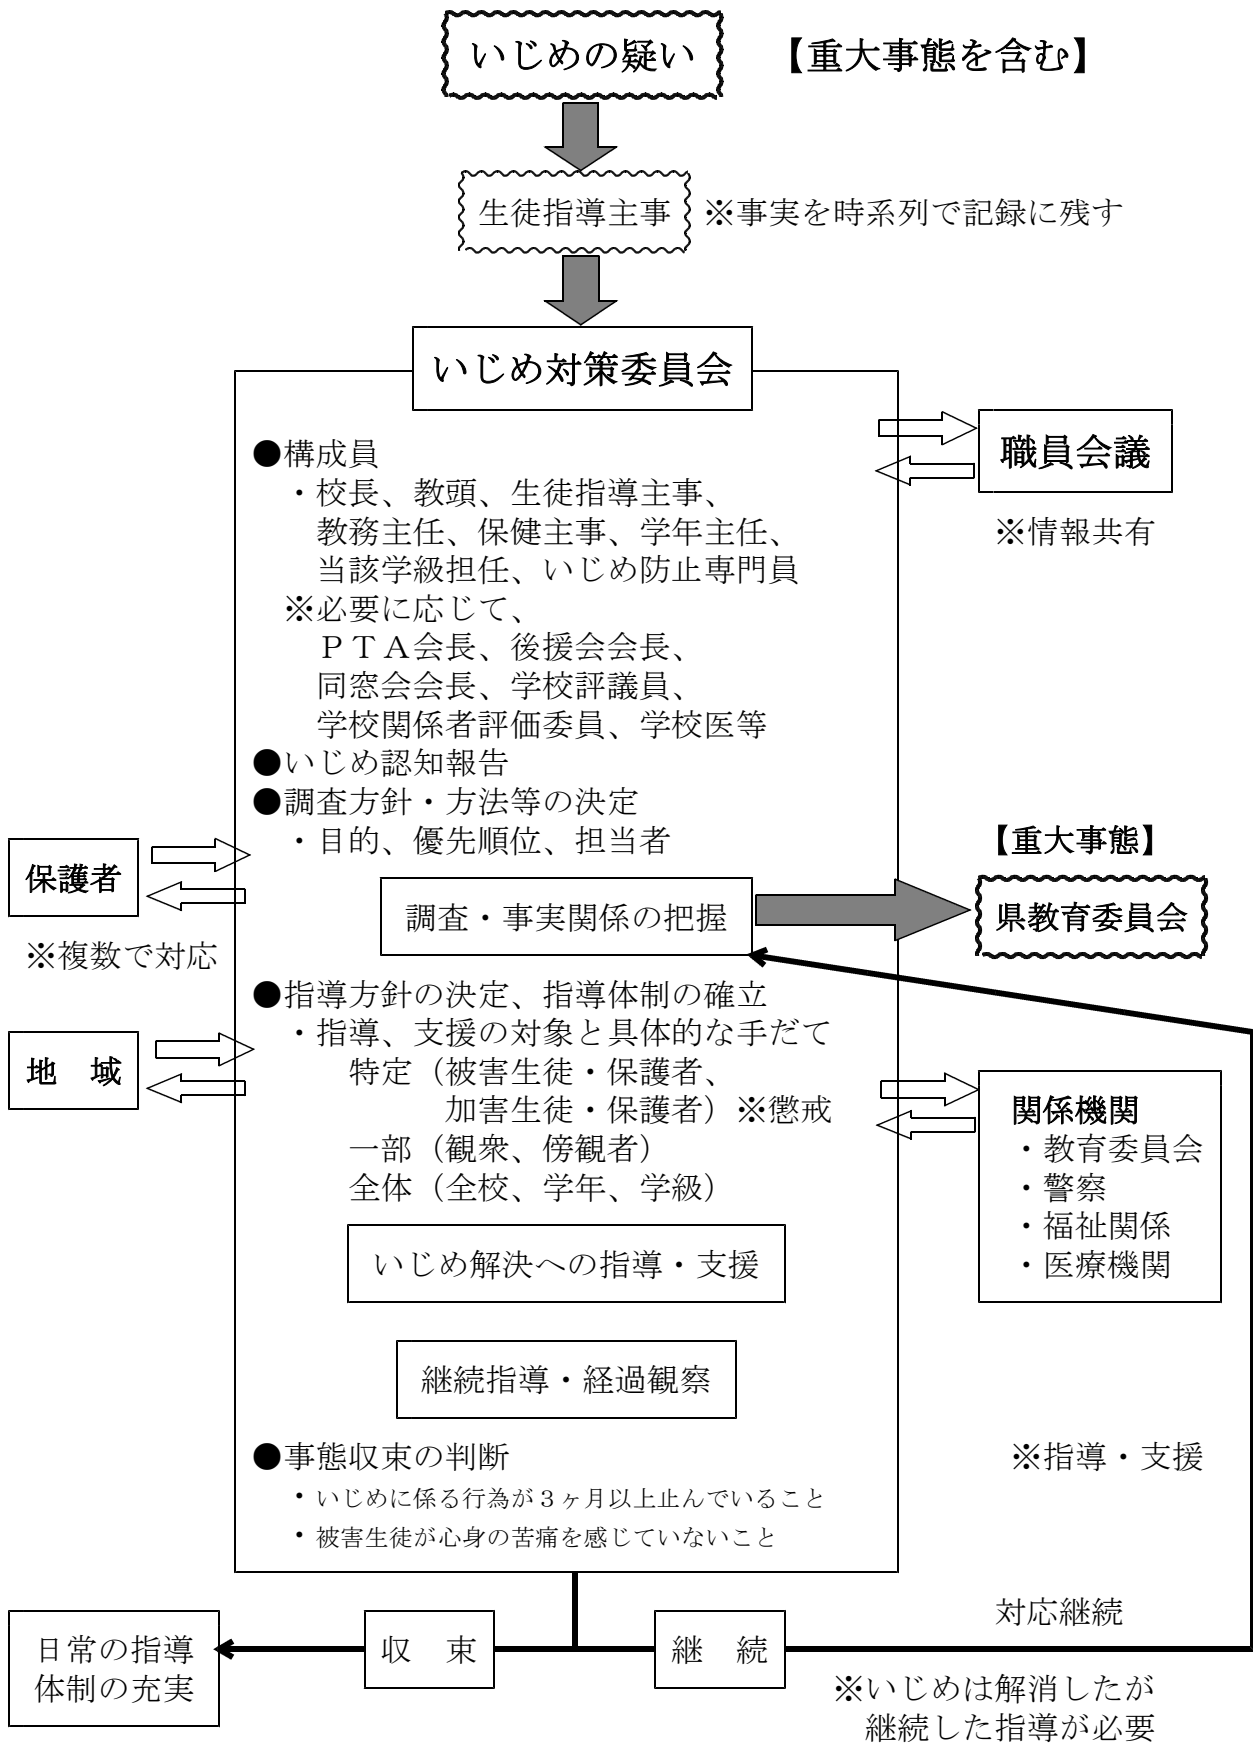 いじめの疑い
【重大事態を含む】
生徒指導主事
※事実を時系列で記録に残す
いじめ対策委員会
●構成員
・校長、教頭、生徒指導主事、
教務主任、保健主事、学年主任、
当該学級担任、いじめ防止専門員
※必要に応じて、
ＰＴＡ会長、後援会会長、
同窓会会長、学校評議員、
学校関係者評価委員、学校医等
●いじめ認知報告
●調査方針・方法等の決定
・目的、優先順位、担当者
職員会議
※情報共有
保護者
※複数で対応
調査・事実関係の把握
【重大事態】
県教育委員会
●指導方針の決定、指導体制の確立
・指導、支援の対象と具体的な手だて
特定（被害生徒・保護者、
加害生徒・保護者）※懲戒
一部（観衆、傍観者）
全体（全校、学年、学級）
地　域
関係機関
・教育委員会
・警察
・福祉関係
・医療機関
いじめ解決への指導・支援
継続指導・経過観察
●事態収束の判断
・いじめに係る行為が３ヶ月以上止んでいること
・被害生徒が心身の苦痛を感じていないこと
※指導・支援
日常の指導
体制の充実
収　束
継　続
対応継続
※いじめは解消したが
継続した指導が必要